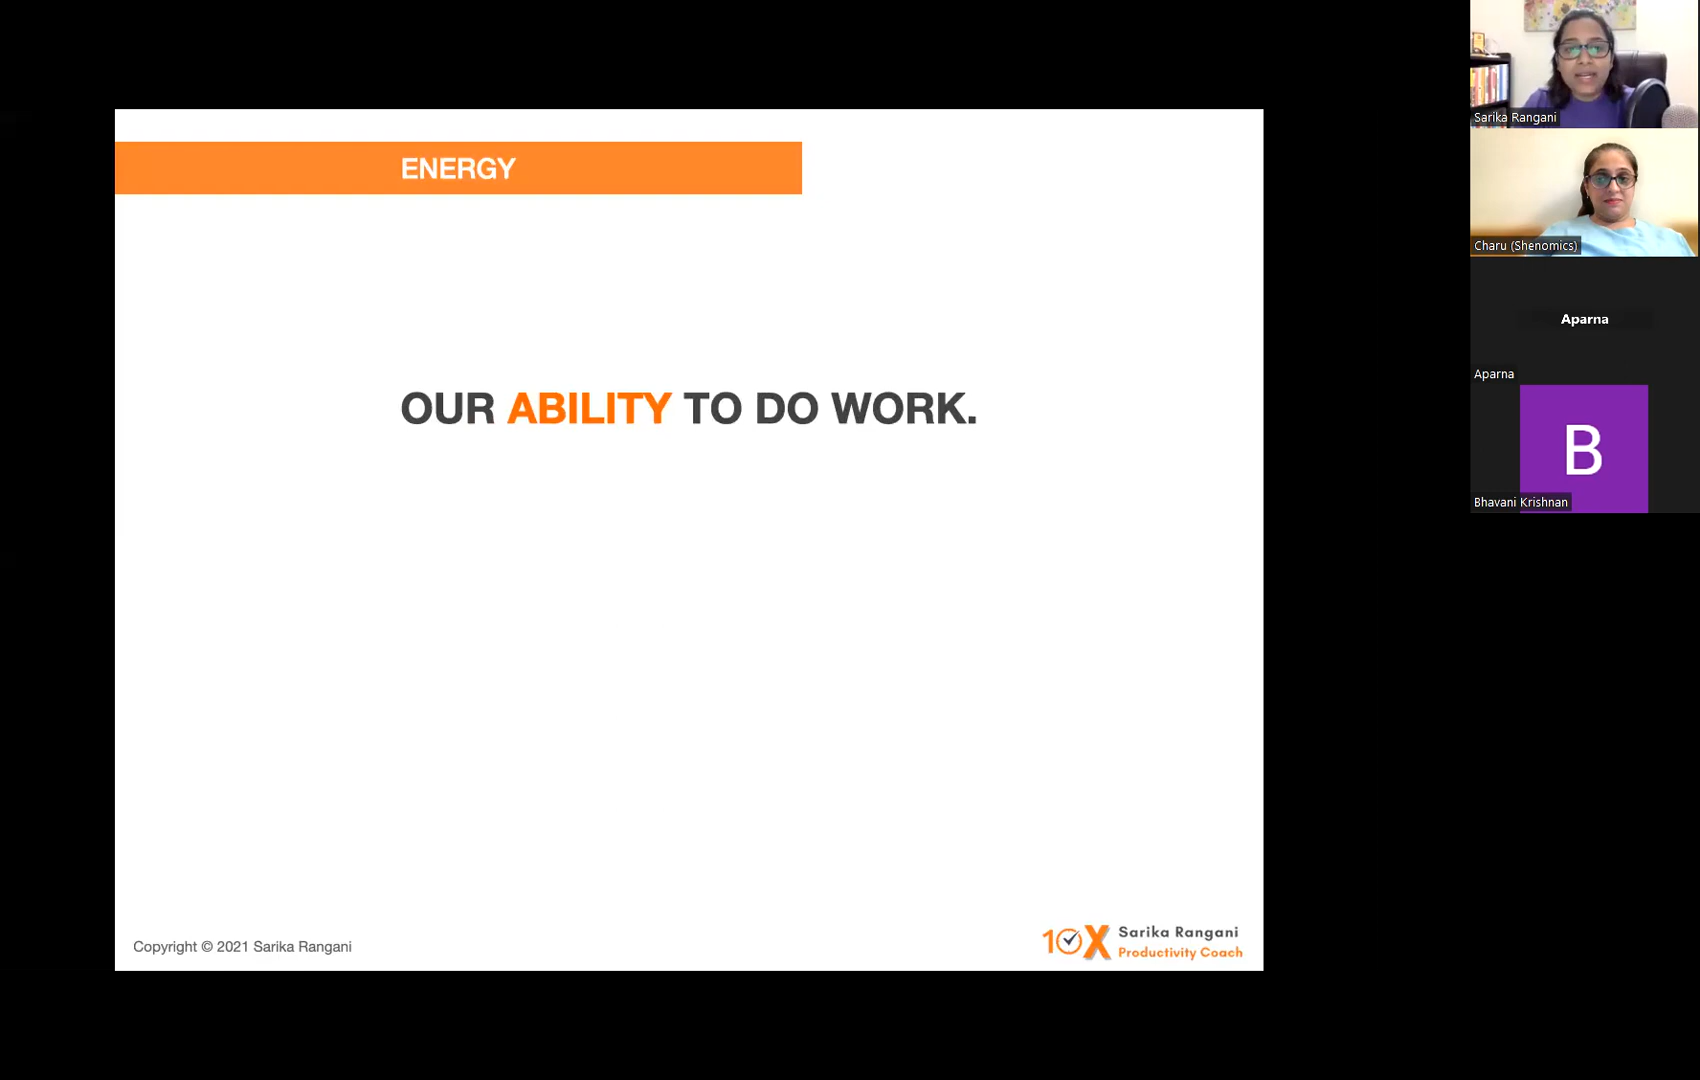 ENERGY
OUR ABILITY TO DO WORK.
Copyright © 2021 Sarika Rangani
10X Sarika Rangani
Productivity Coach
Sarika Rangani
Charu (Shenomics)
Aparna
Aparna
B
Bhavani Krishnan